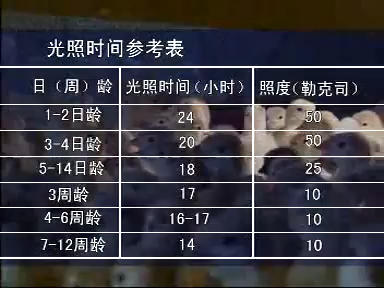 光照时间参考表
日（周）龄 光照时间（小时） 照度（勒克司）
1-2日龄 24 50
3-4日龄 20 50
5-14日龄 18 25
3周龄 17 10
4-6周龄 16-17 10
7-12周龄 14 10